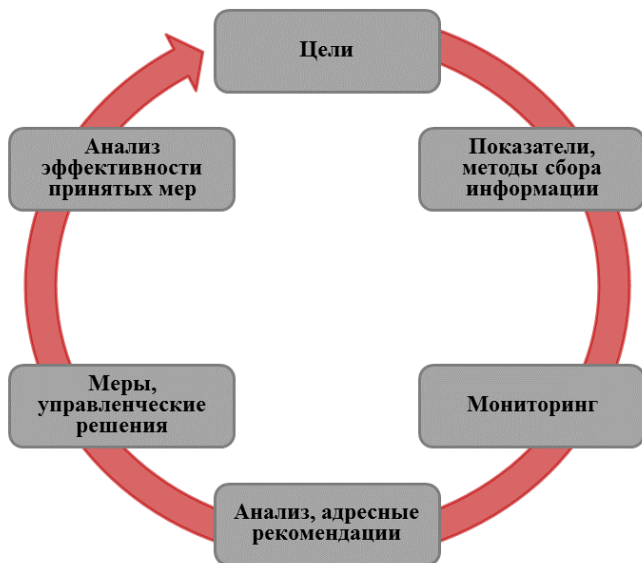 Цели
Показатели,
методы сбора
информации
Мониторинг
Анализ, адресные
рекомендации
Меры,
управленческие
решения
Анализ
эффективности
принятых мер